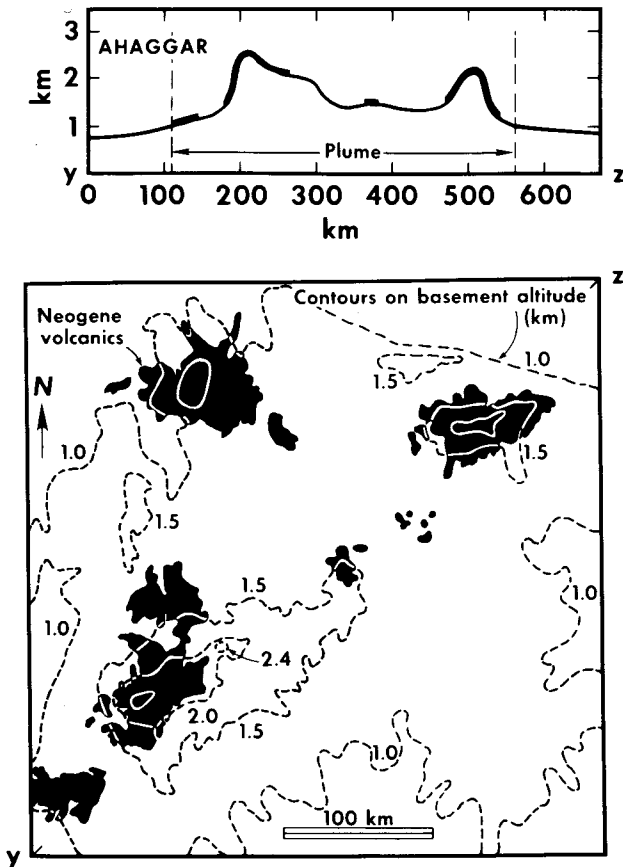 3
AHAGGAR
km
2
1
Plume
y
z
0 100 200 300 400 500 600
km
z
Neogene
volcanics
Contours on basement altitude
(km)
1.0
1.5
N
1.0
1.5
1.5
1.5
1.0
1.0
2.4
2.0
1.5
1.0
100 km
y